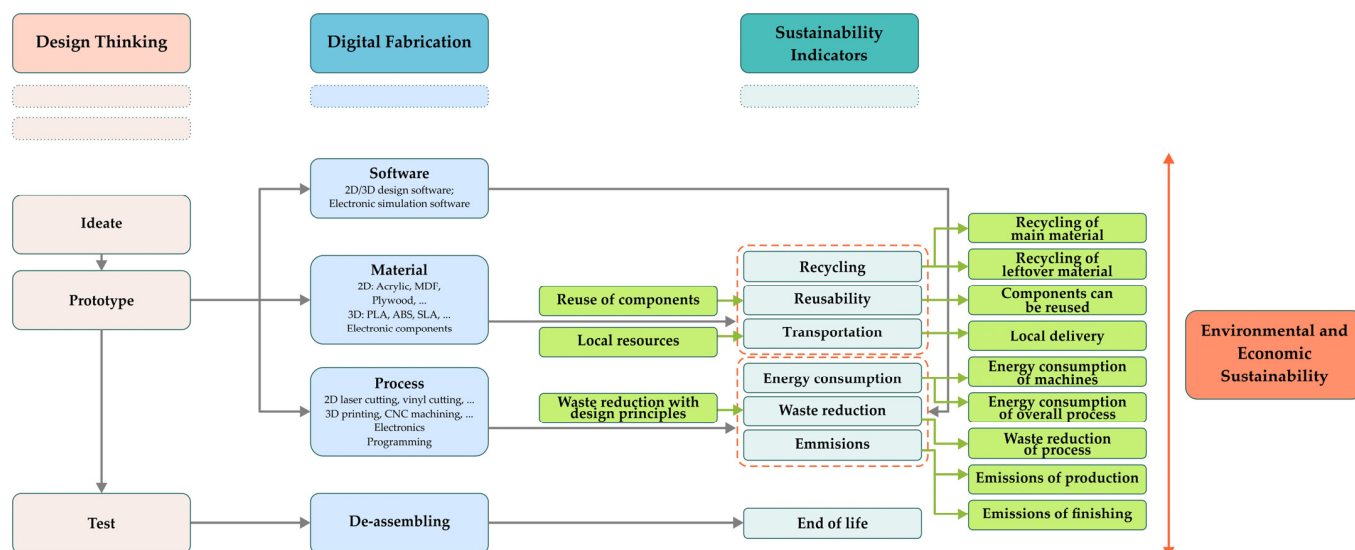 Design Thinking
Digital Fabrication
Sustainability
Indicators
Software
2D/3D design software;
Electronic simulation software
Ideate
Prototype
Material
2D: Acrylic, MDF,
Plywood, ...
3D: PLA, ABS, SLA, ...
Electronic components
Process
2D laser cutting, vinyl cutting, ...
3D printing, CNC machining, ...
Electronics
Programming
Test
De-assembling
Reuse of components
Local resources
Waste reduction with
design principles
Recycling
Reusability
Transportation
Energy consumption
Waste reduction
Emmisions
End of life
Recycling of
main material
Recycling of
leftover material
Components can
be reused
Local delivery
Energy consumption
of machines
Energy consumption
of overall process
Waste reduction
of process
Emissions of production
Emissions of finishing
Environmental and
Economic
Sustainability